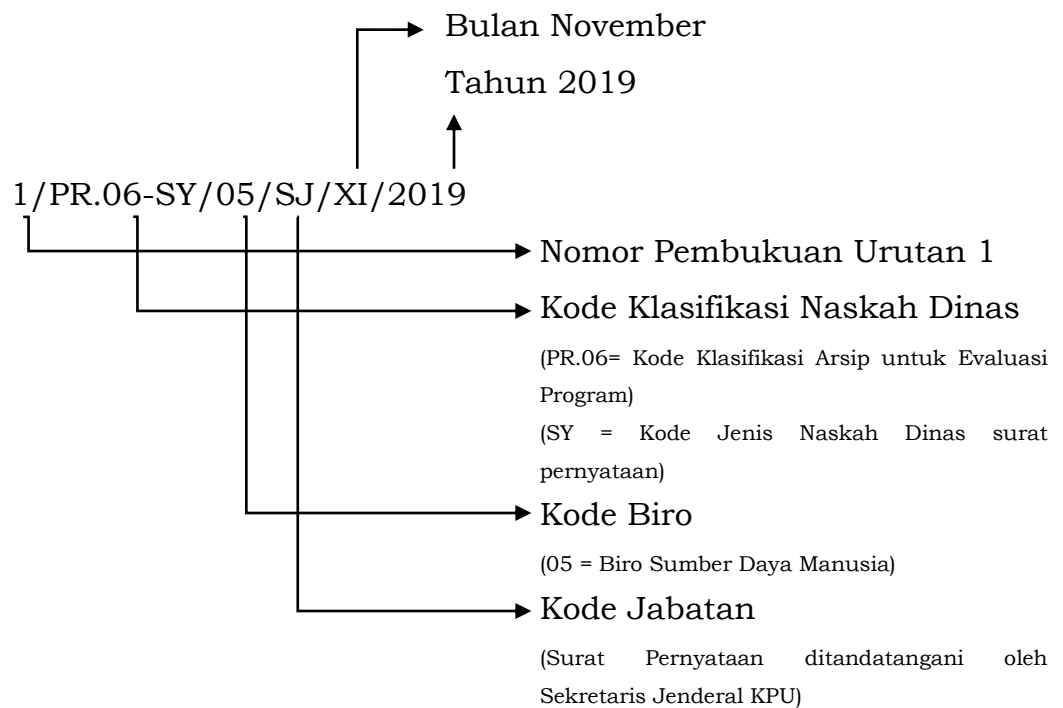 Bulan November
Tahun 2019
1/PR.06-SY/05/SJ/XI/2019
Nomor Pembukuan Urutan 1
Kode Klasifikasi Naskah Dinas
(PR.06= Kode Klasifikasi Arsip untuk Evaluasi
Program)
(SY = Kode Jenis Naskah Dinas surat
pernyataan)
Kode Biro
(05 = Biro Sumber Daya Manusia)
Kode Jabatan
(Surat Pernyataan ditandatangani oleh
Sekretaris Jenderal KPU)